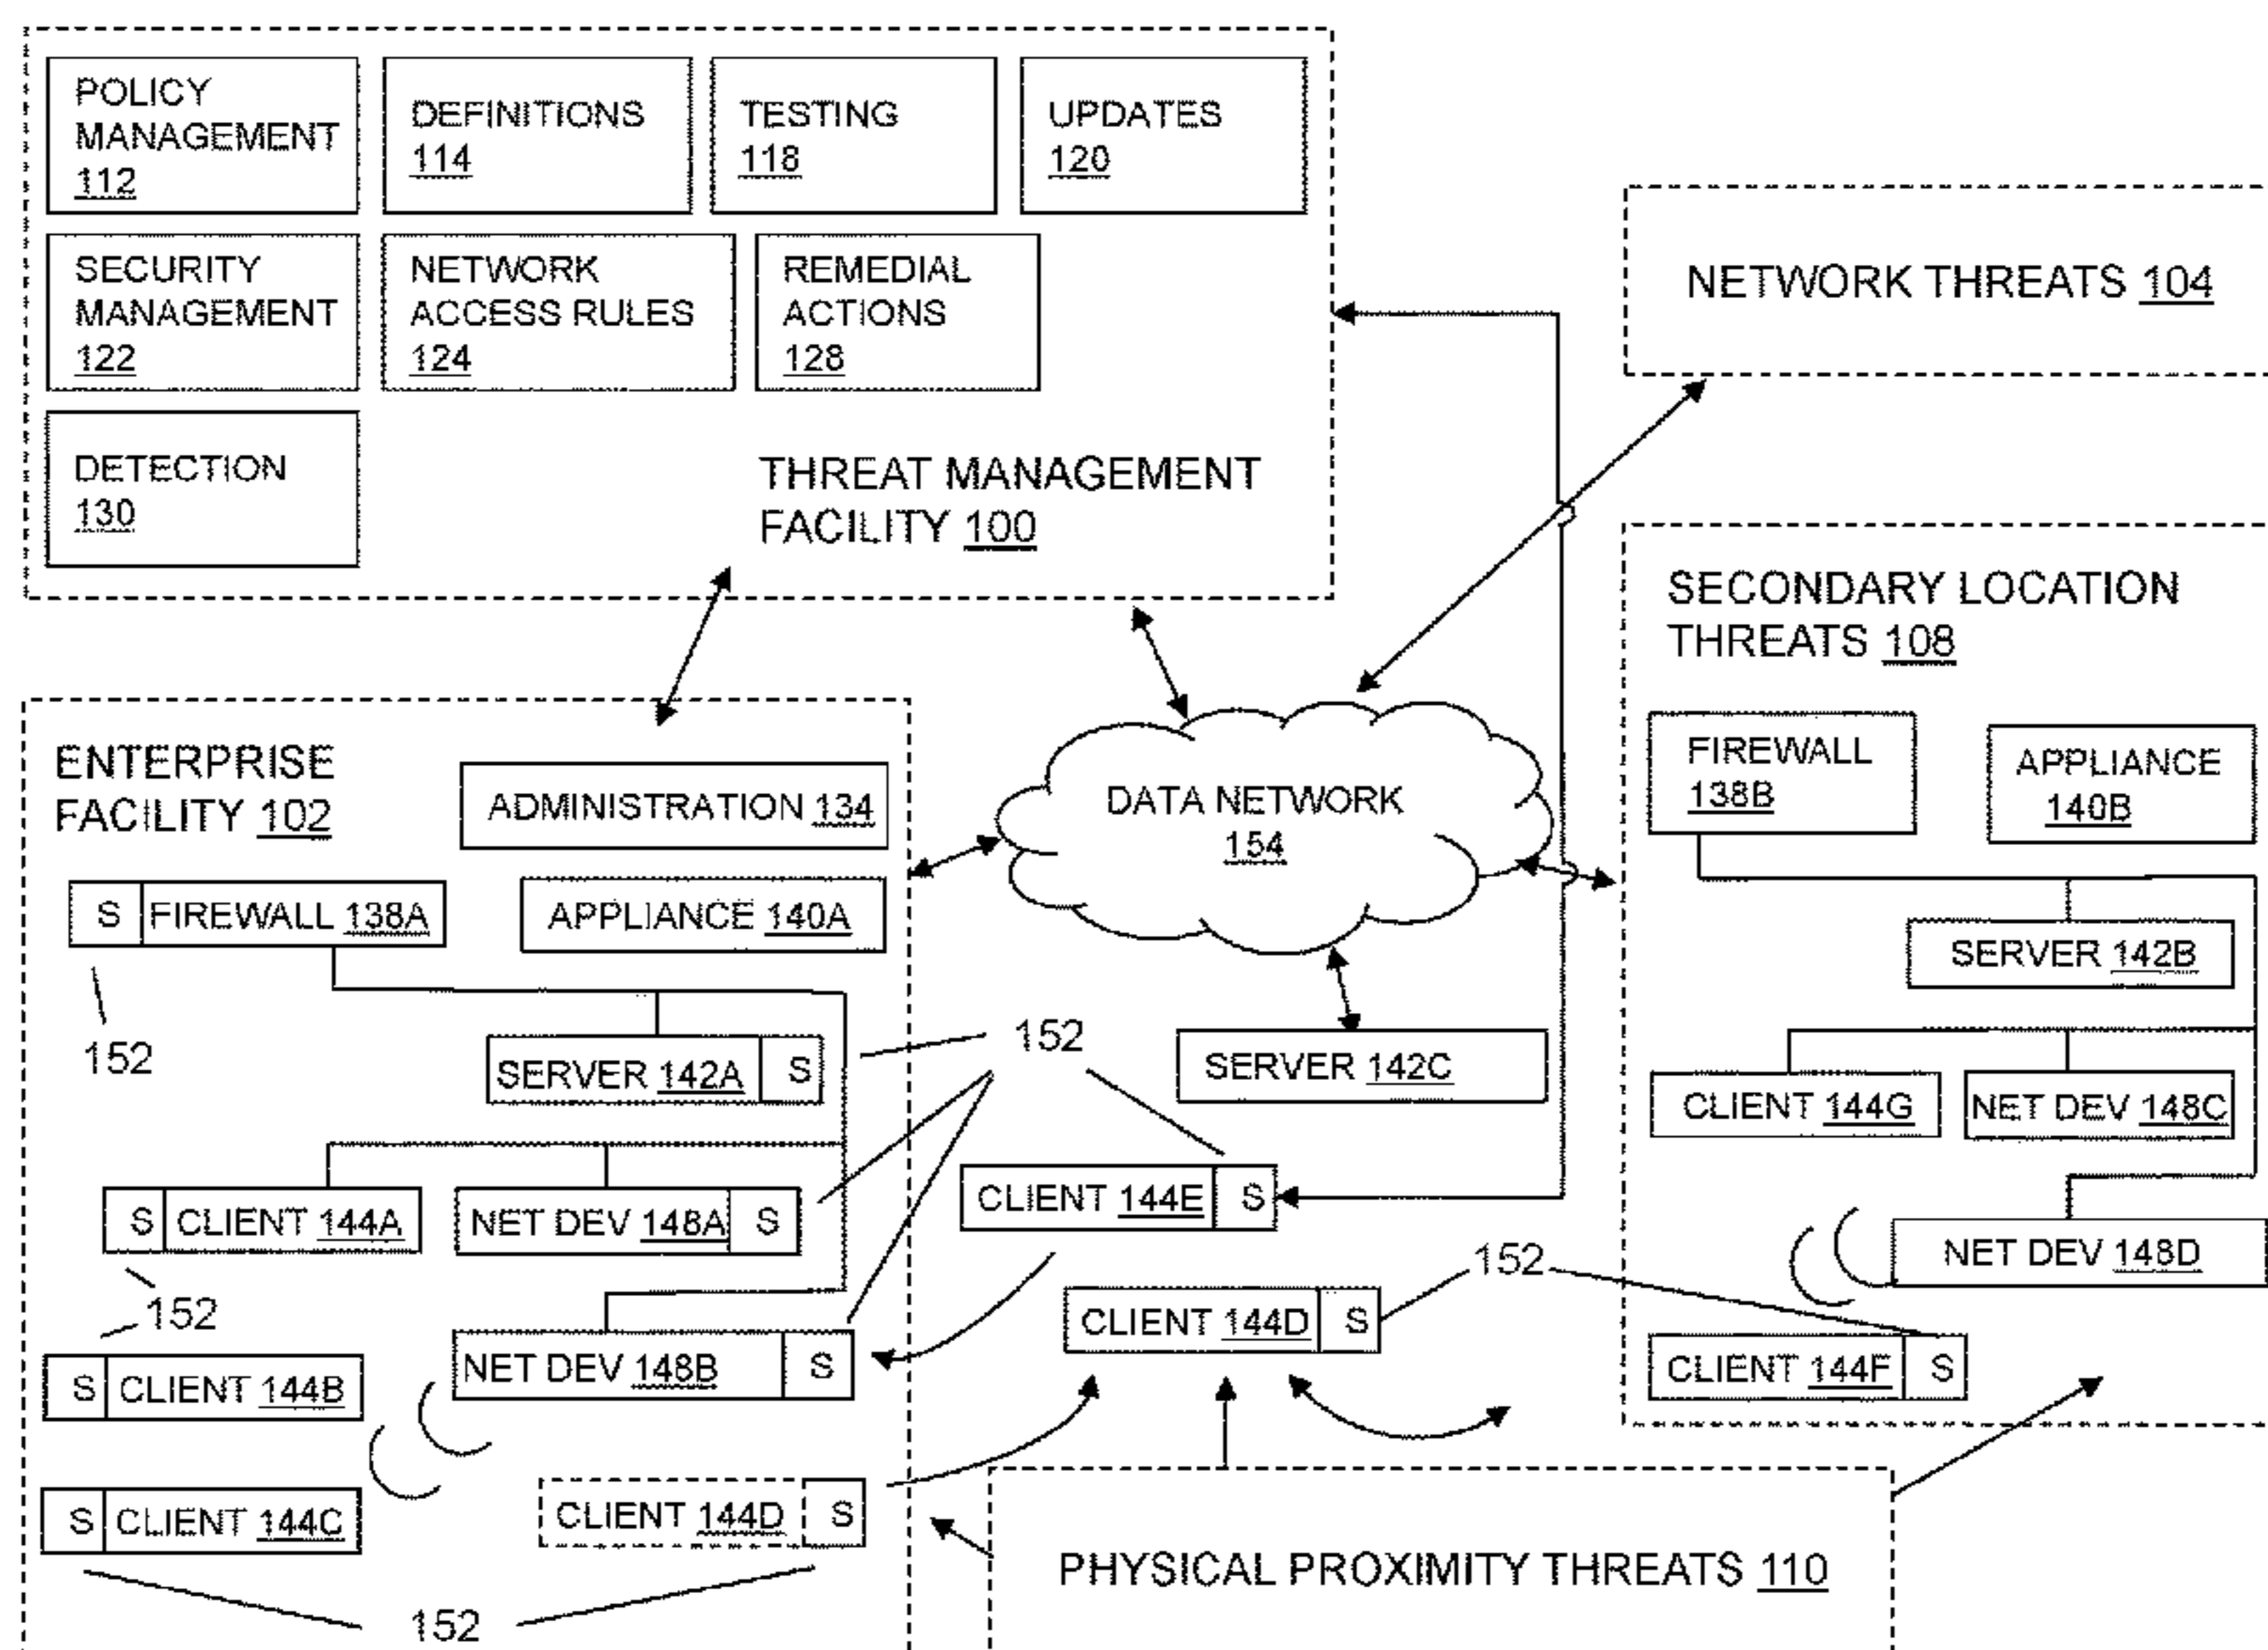 POLICY
MANAGEMENT
112
DEFINITIONS
114
TESTING
118
UPDATES
120
SECURITY
MANAGEMENT
122
NETWORK
ACCESS RULES
124
REMEDIAL
ACTIONS
128
DETECTION
130
THREAT MANAGEMENT
FACILITY 100
NETWORK THREATS 104
SECONDARY LOCATION
THREATS 108
FIREWALL
138B
APPLIANCE
140B
SERVER 142B
CLIENT 144G
NET DEV 148C
NET DEV 148D
CLIENT 144F S
ENTERPRISE
FACILITY 102
ADMINISTRATION 134
S FIREWALL 138A
APPLIANCE 140A
152
SERVER 142A S
S CLIENT 144A
NET DEV 148A S
152
NET DEV 148B S
S CLIENT 144B
S CLIENT 144C
CLIENT 144D S
152
DATA NETWORK
154
152
SERVER 142C
CLIENT 144E S
152
CLIENT 144D S
PHYSICAL PROXIMITY THREATS 110